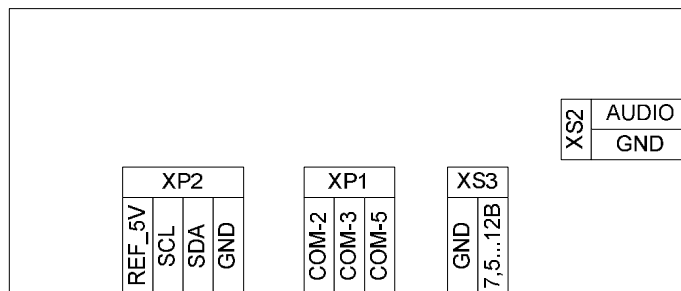 XS2
AUDIO
GND
XP2
REF_5V
SCL
SDA
GND
XP1
COM-2
COM-3
COM-5
XS3
GND
7,5...12В